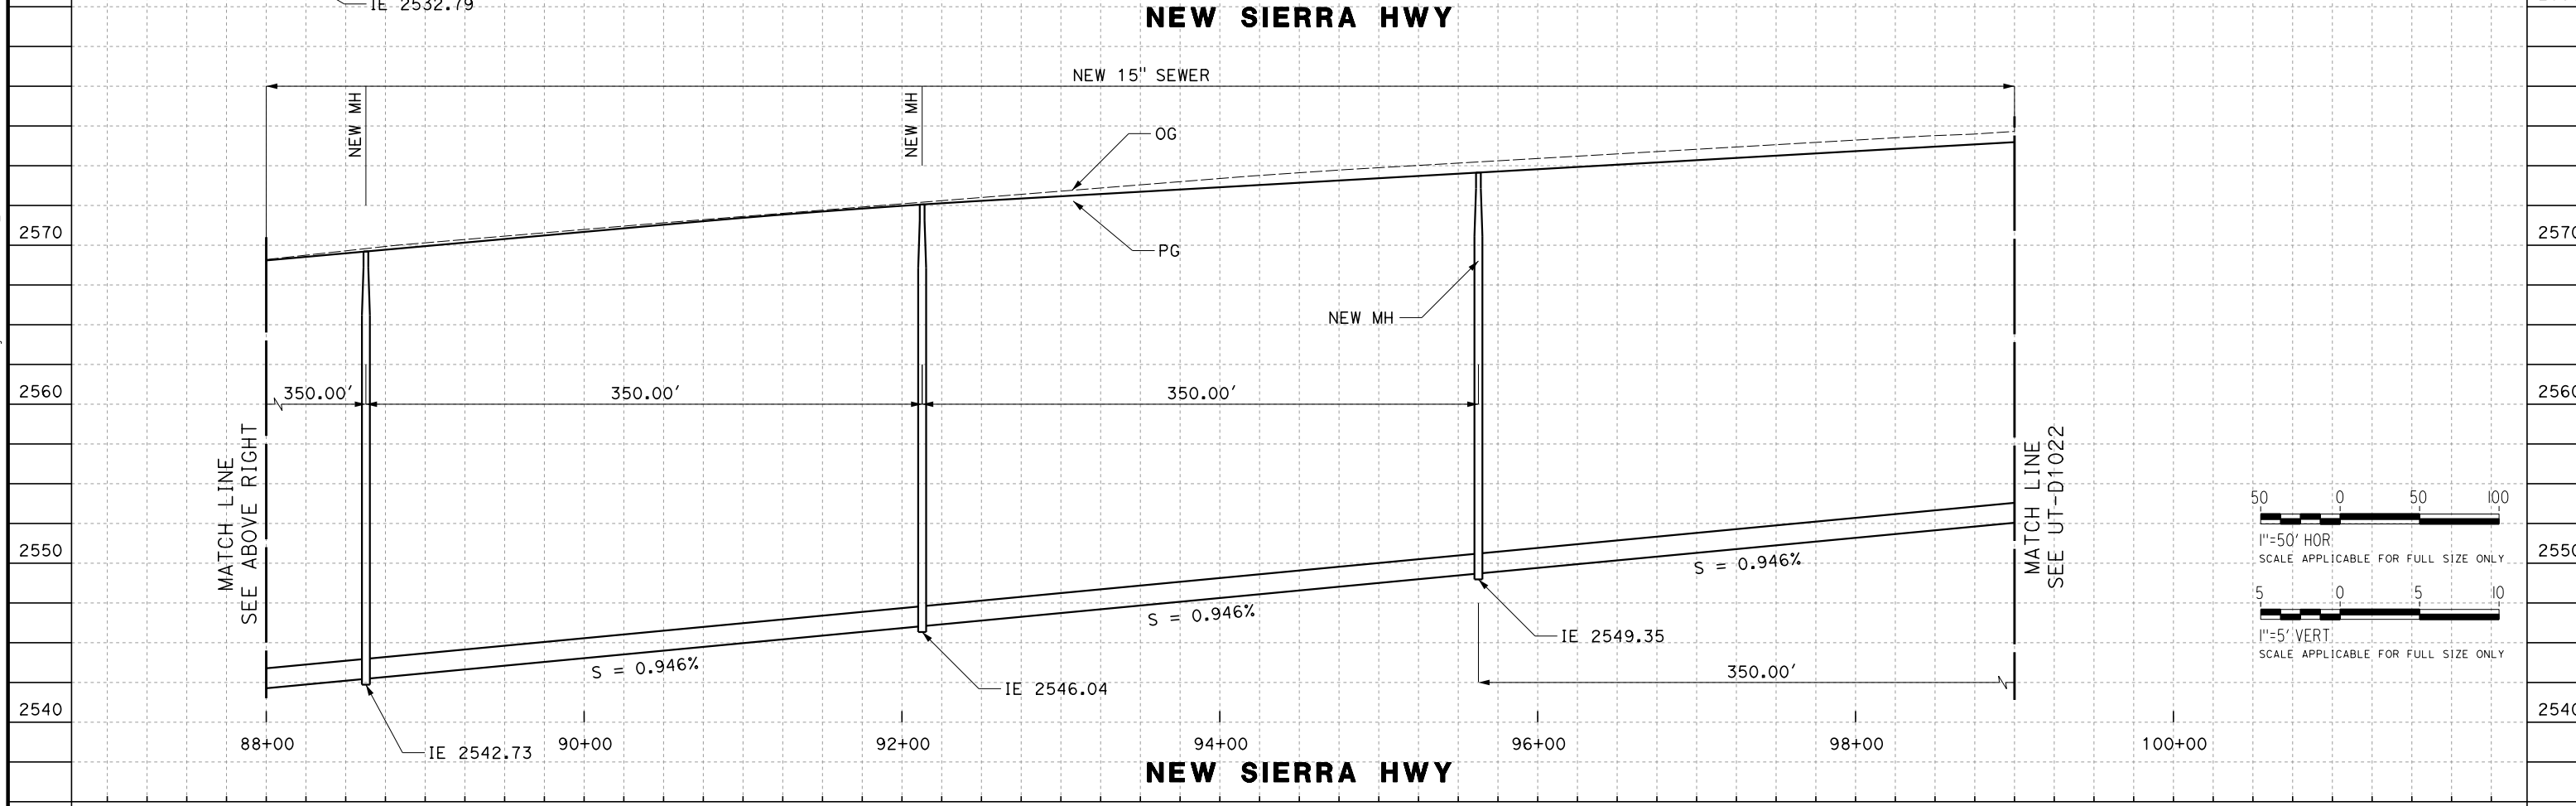 IE 2532.79
NEW SIERRA HWY
NEW 15" SEWER
NEW MH
NEW MH
OG
PG
NEW MH
2570
2570
2560
2560
2550
2550
2540
2540
350.00'
350.00'
350.00'
350.00'
MATCH LINE
SEE ABOVE RIGHT
MATCH LINE
SEE UT-D1022
S = 0.946%
S = 0.946%
S = 0.946%
IE 2542.73
IE 2546.04
IE 2549.35
50 0 50 100
1"=50' HOR
SCALE APPLICABLE FOR FULL SIZE ONLY
5 0 5 10
1"=5' VERT
SCALE APPLICABLE FOR FULL SIZE ONLY
88+00 90+00 92+00 94+00 96+00 98+00 100+00
NEW SIERRA HWY